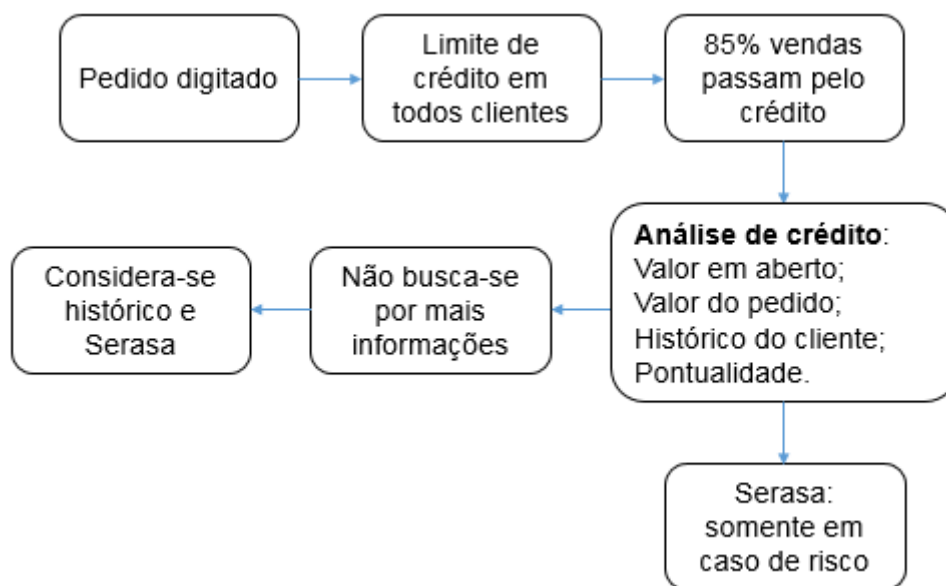 Pedido digitado
Limite de
crédito em
todos clientes
85% vendas
passam pelo
crédito
Análise de crédito:
Valor em aberto;
Valor do pedido;
Histórico do cliente;
Pontualidade.
Não busca-se
por mais
informações
Considera-se
histórico e
Serasa
Serasa:
somente em
caso de risco